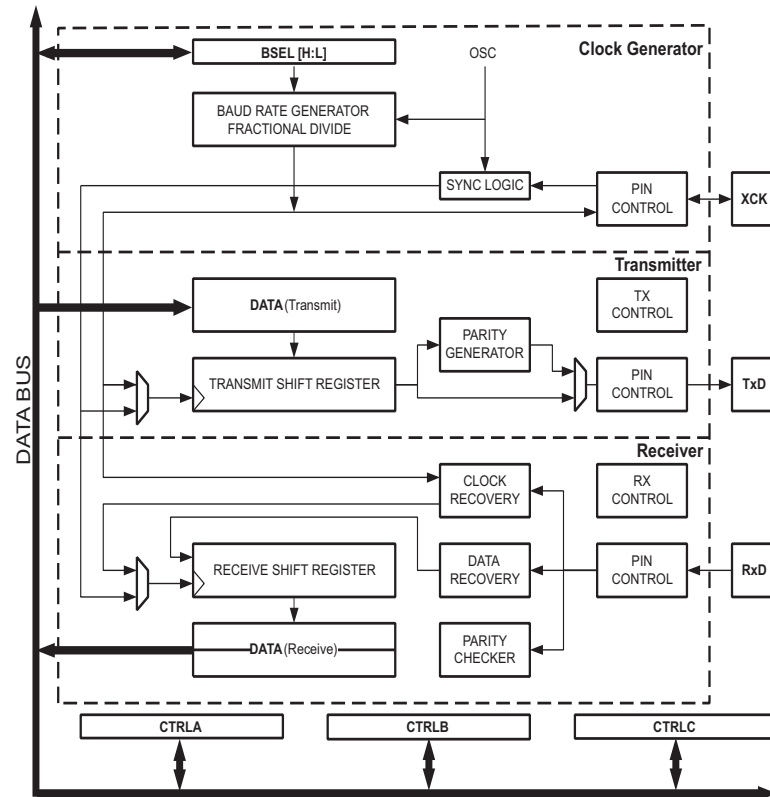 BSEL [H:L]
OSC
Clock Generator
BAUD RATE GENERATOR
FRACTIONAL DIVIDE
SYNC LOGIC
PIN
CONTROL
XCK
Transmitter
DATA (Transmit)
TX
CONTROL
PARITY
GENERATOR
TRANSMIT SHIFT REGISTER
PIN
CONTROL
TxD
DATA BUS
Receiver
CLOCK
RECOVERY
RX
CONTROL
RECEIVE SHIFT REGISTER
DATA
RECOVERY
PIN
CONTROL
RxD
DATA (Receive)
PARITY
CHECKER
CTRLA
CTRLB
CTRLC